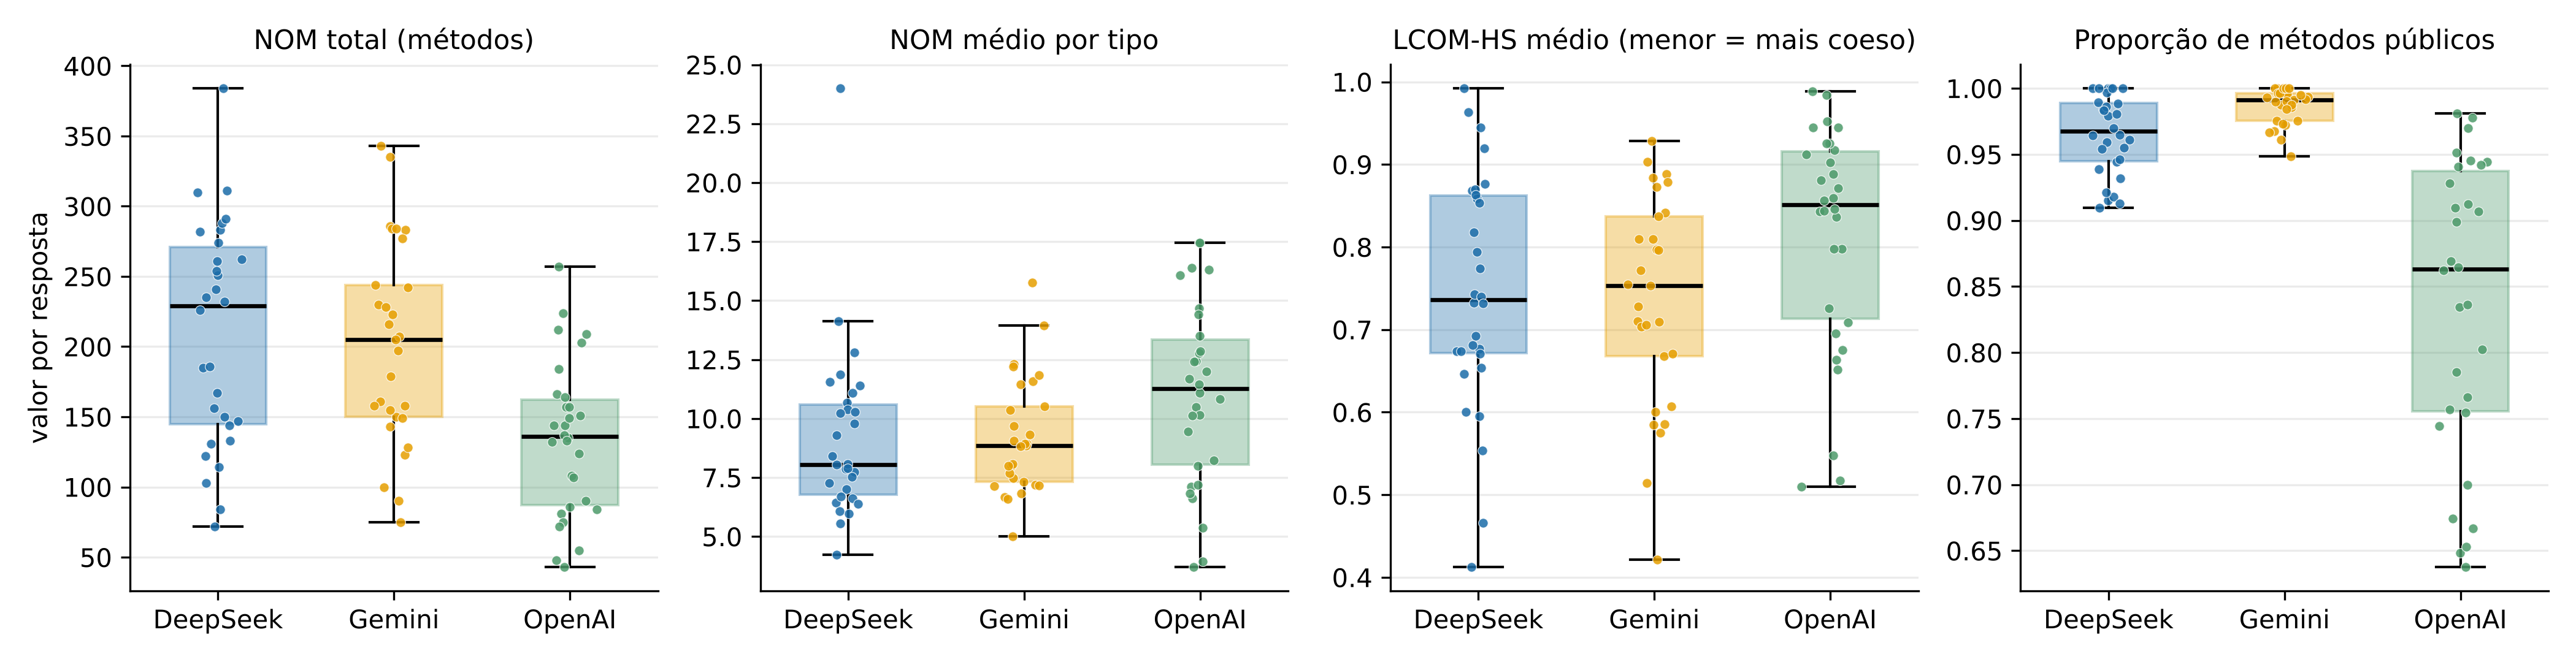 NOM total (métodos)
valor por resposta
400
350
300
250
200
150
100
50
DeepSeek
Gemini
OpenAI
NOM médio por tipo
25.0
22.5
20.0
17.5
15.0
12.5
10.0
7.5
5.0
DeepSeek
Gemini
OpenAI
LCOM-HS médio (menor = mais coeso)
1.0
0.9
0.8
0.7
0.6
0.5
0.4
DeepSeek
Gemini
OpenAI
Proporção de métodos públicos
1.00
0.95
0.90
0.85
0.80
0.75
0.70
0.65
DeepSeek
Gemini
OpenAI